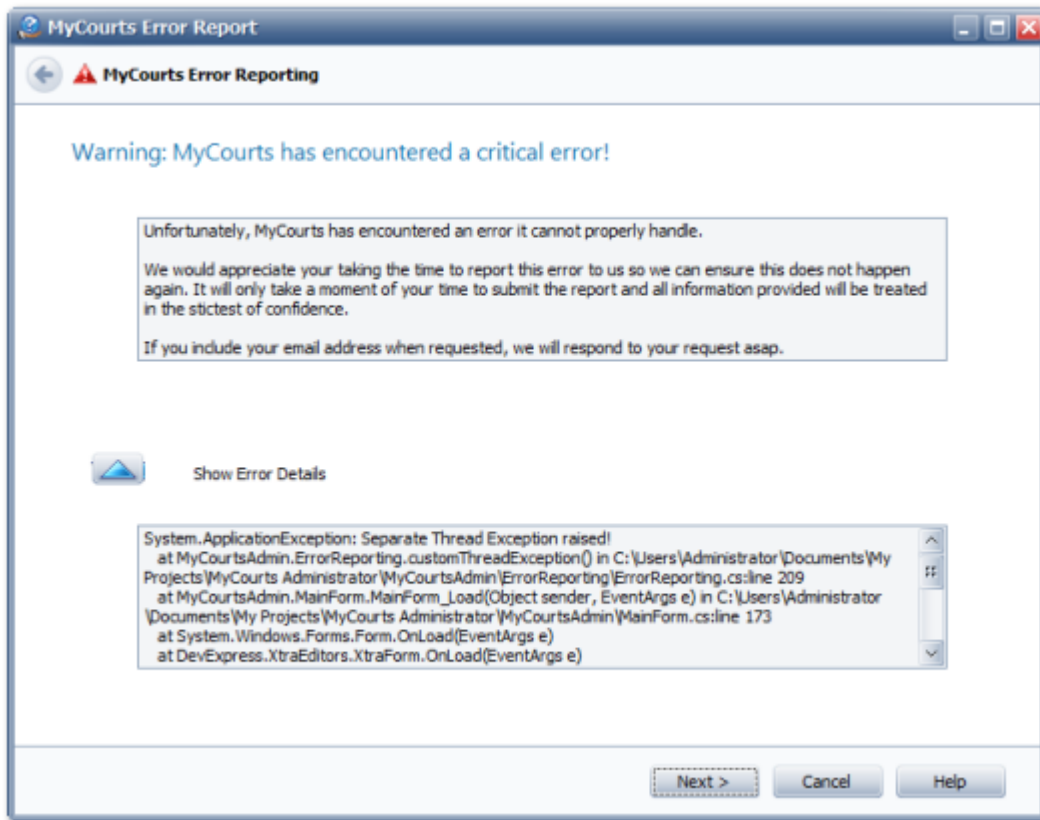 MyCourts Error Report
MyCourts Error Reporting
Warning: MyCourts has encountered a critical error!
Unfortunately, MyCourts has encountered an error it cannot properly handle.
We would appreciate your taking the time to report this error to us so we can ensure this does not happen
again. It will only take a moment of your time to submit the report and all information provided will be treated
in the stictest of confidence.
If you include your email address when requested, we will respond to your request asap.
Show Error Details
System.ApplicationException: Separate Thread Exception raised!
at MyCourtsAdmin.ErrorReporting.customThreadException() in C:\Users\Administrator\Documents\My
Projects\MyCourts Administrator\MyCourtsAdmin\ErrorReporting\ErrorReporting.cs:line 209
at MyCourtsAdmin.MainForm.MainForm_Load(Object sender, EventArgs e) in C:\Users\Administrator
\Documents\My Projects\MyCourts Administrator\MyCourtsAdmin\MainForm.cs:line 173
at System.Windows.Forms.Form.OnLoad(EventArgs e)
at DevExpress.XtraEditors.XtraForm.OnLoad(EventArgs e)
Next >
Cancel
Help